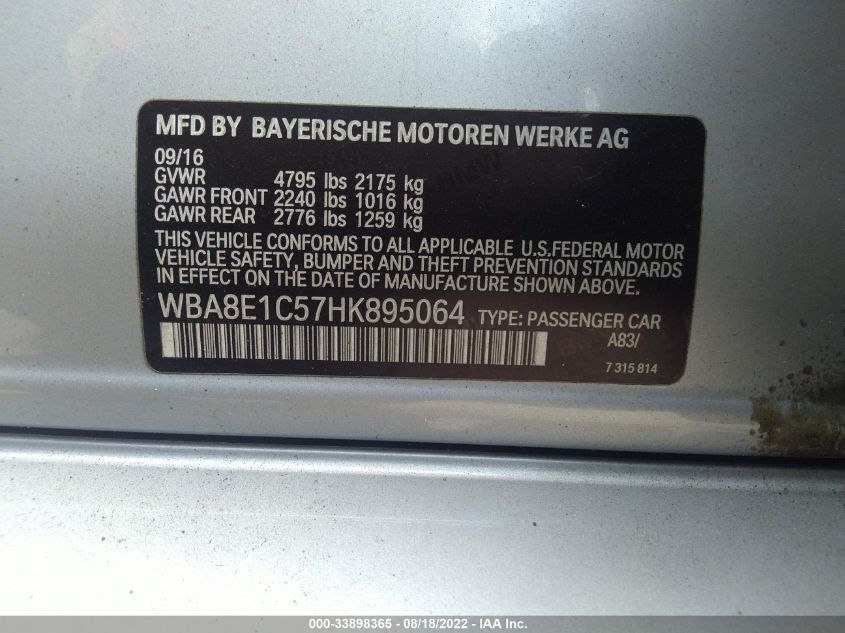 MFD BY BAYERISCHE MOTOREN WERKE AG
09/16
GVWR 4795 lbs 2175 kg
GAWR FRONT 2240 lbs 1016 kg
GAWR REAR 2776 lbs 1259 kg
THIS VEHICLE CONFORMS TO ALL APPLICABLE U.S.FEDERAL MOTOR
VEHICLE SAFETY, BUMPER AND THEFT PREVENTION STANDARDS
IN EFFECT ON THE DATE OF MANUFACTURE SHOWN ABOVE.
WBA8E1C57HK895064 TYPE: PASSENGER CAR
A83/
7 315 814
000-33898365 - 08/18/2022 - Copyright IAA, Inc.